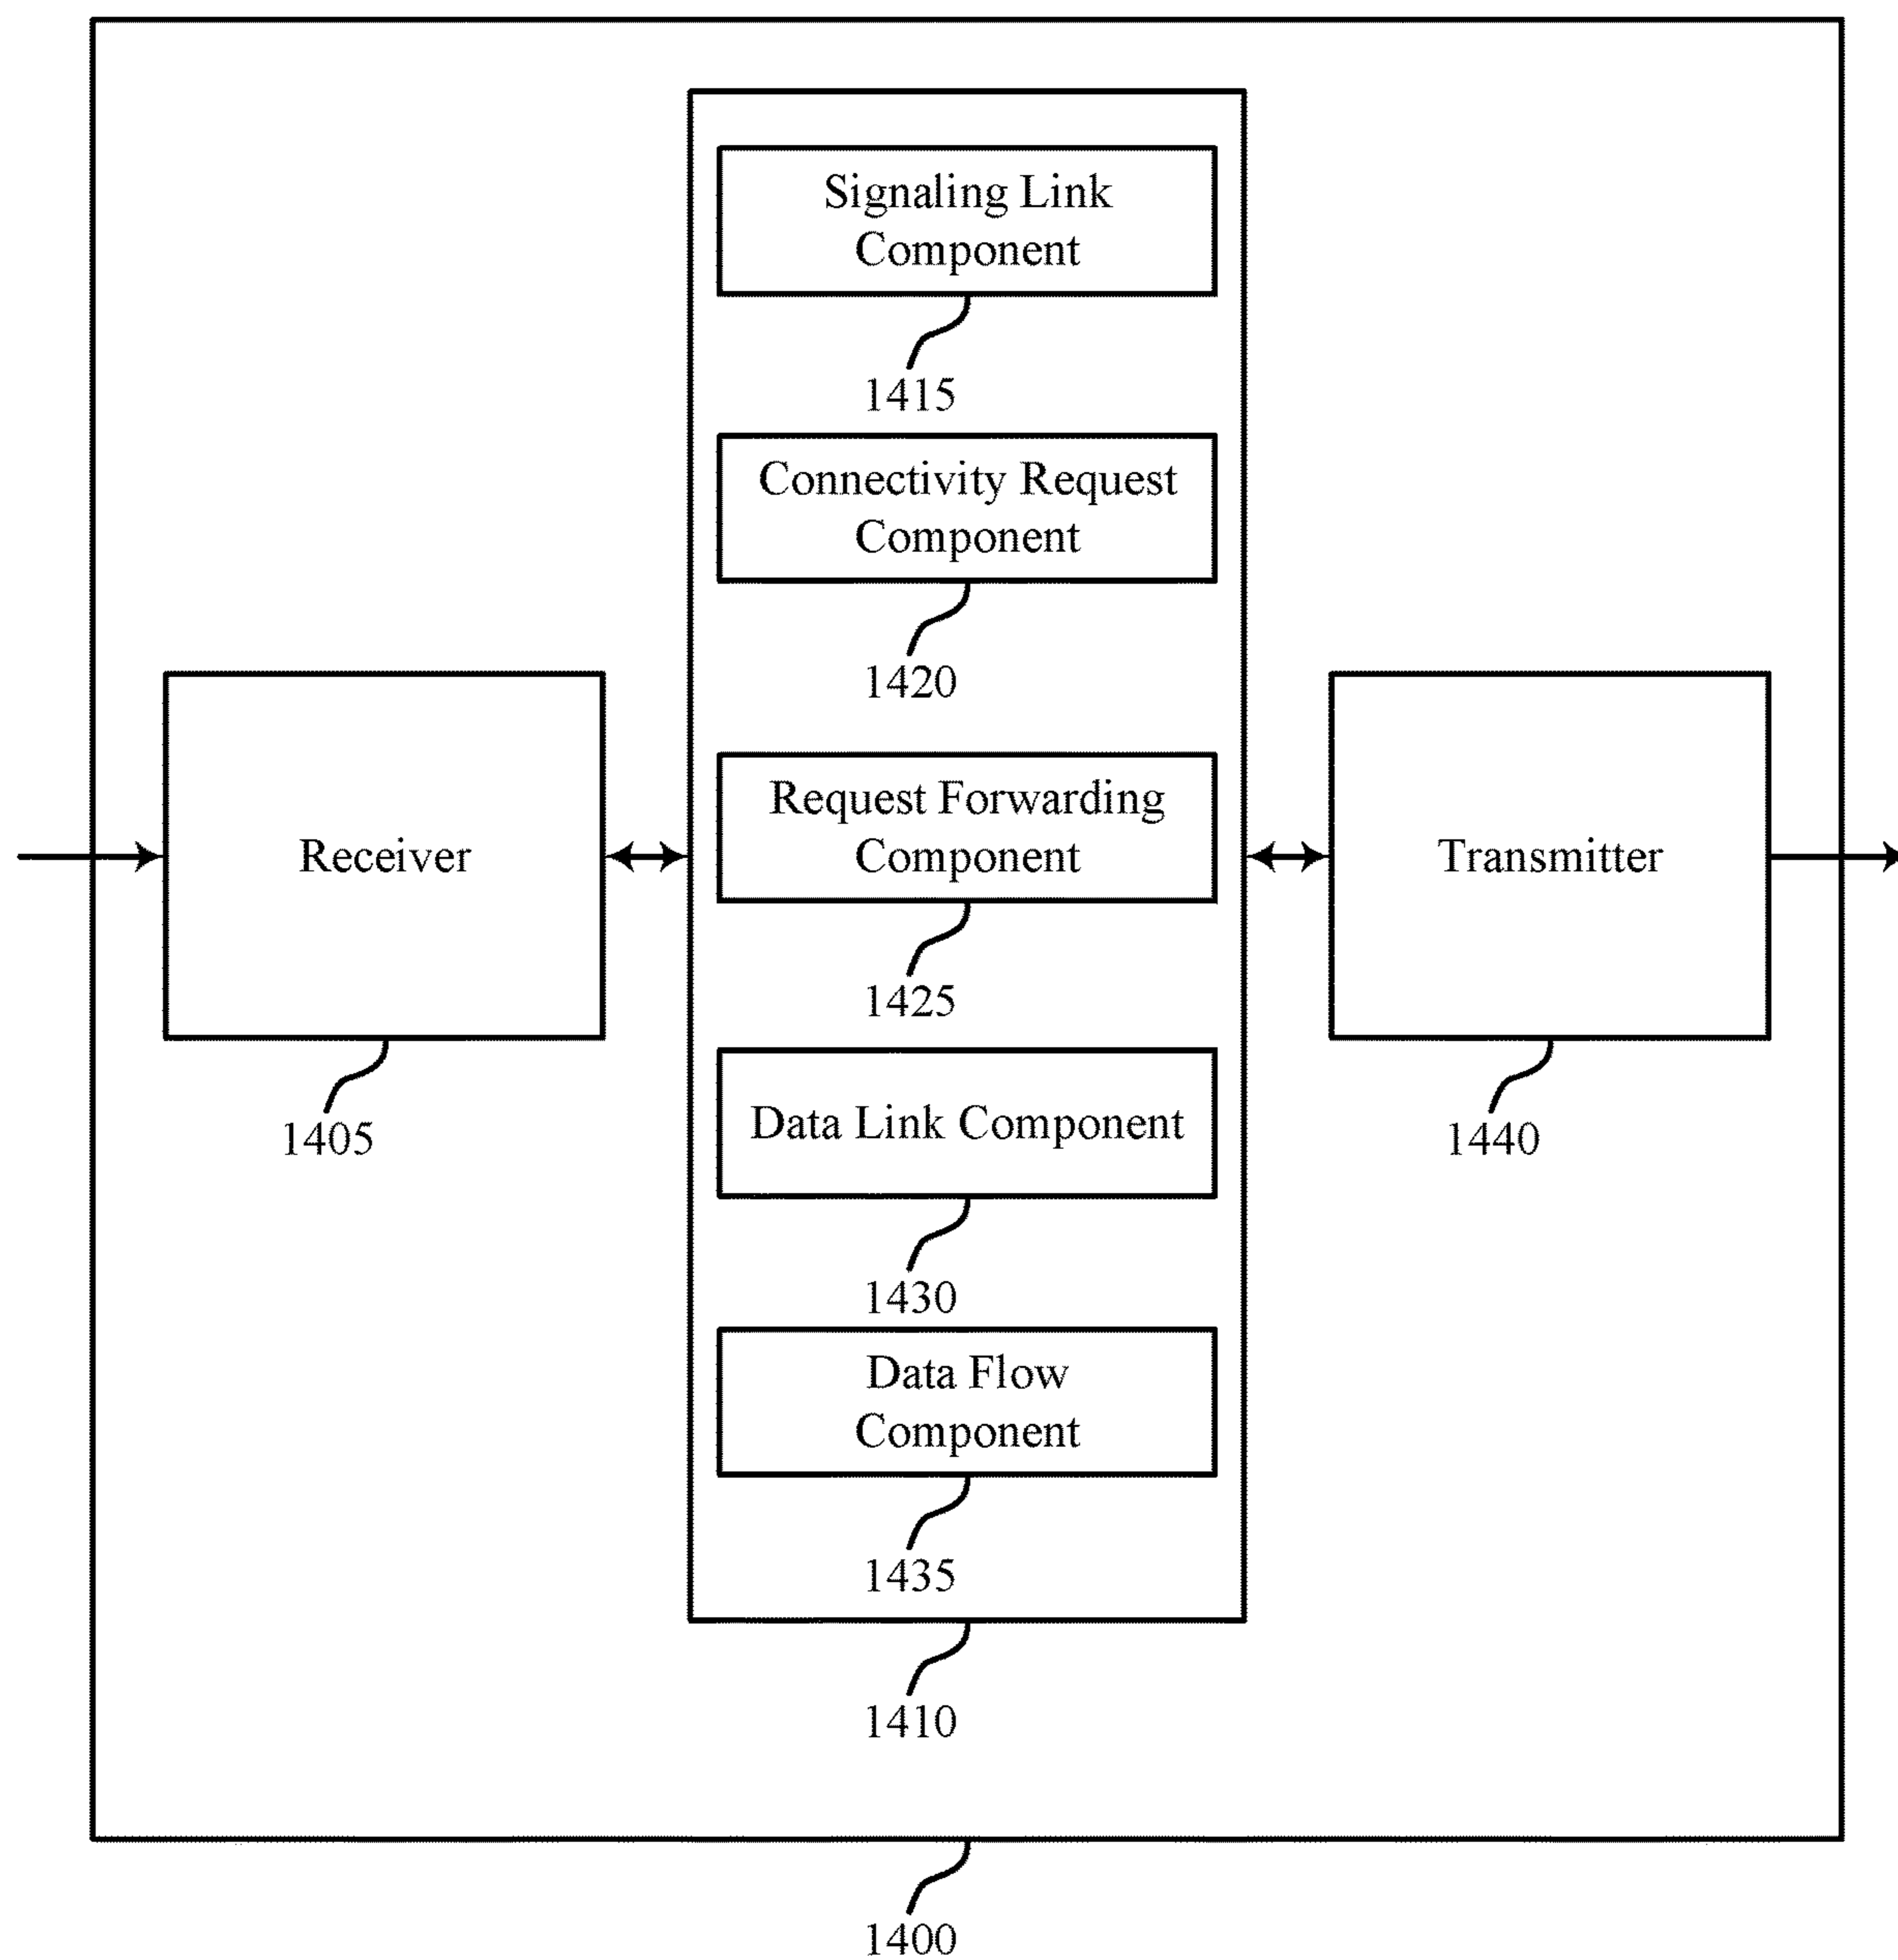 Signaling Link
Component
1415
Connectivity Request
Component
1420
Request Forwarding
Component
1425
Receiver
1405
Transmitter
1440
Data Link Component
1430
Data Flow
Component
1435
1410
1400